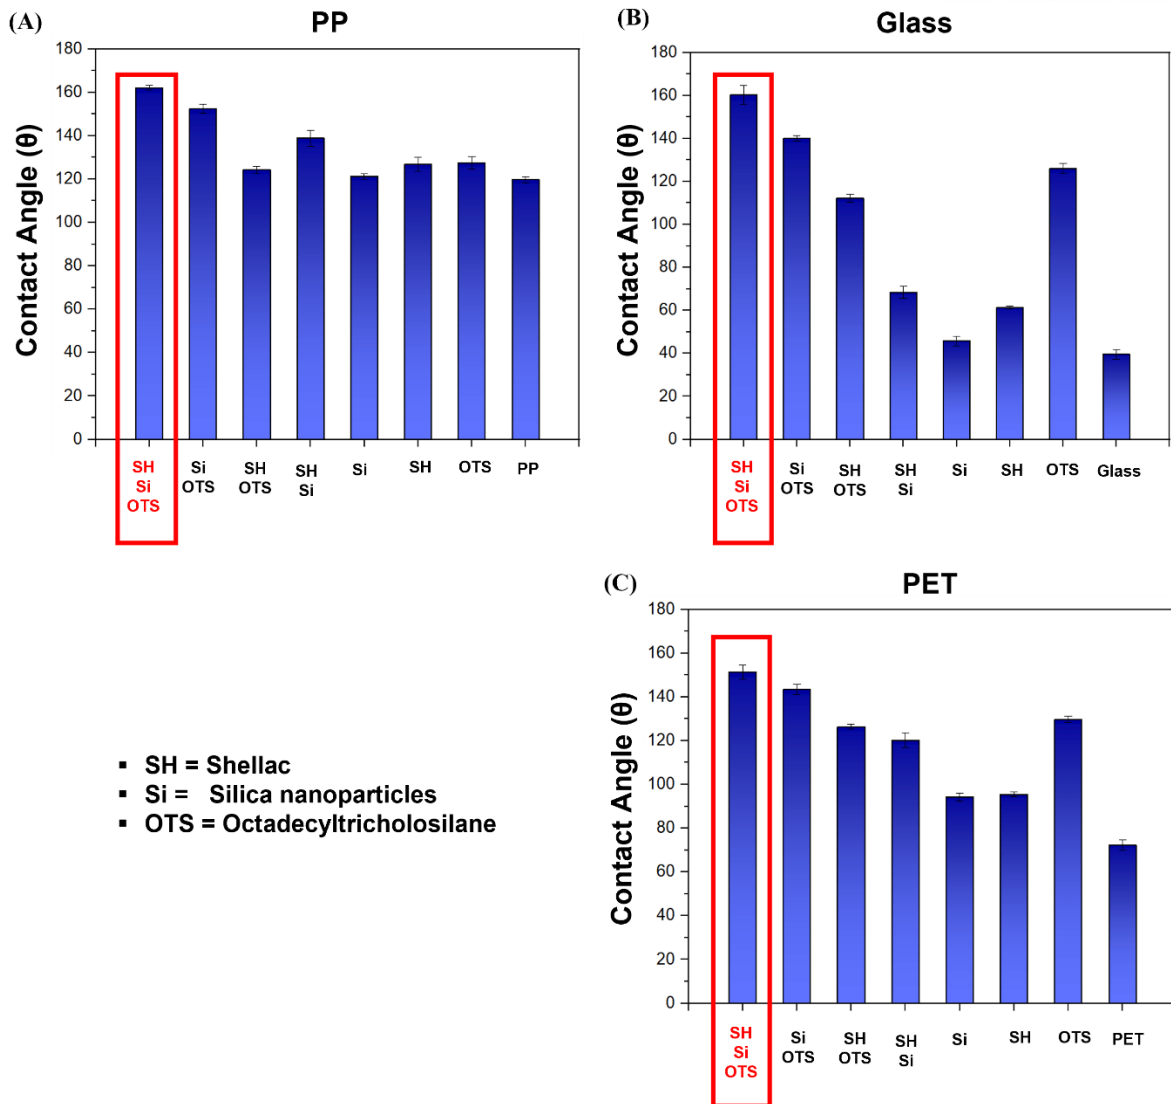 (A)
PP
Contact Angle (θ)
180
160
140
120
100
80
60
40
20
0
SH
Si
OTS
Si
OTS
SH
OTS
SH
Si
Si
SH
OTS
PP
(B)
Glass
Contact Angle (θ)
180
160
140
120
100
80
60
40
20
0
SH
Si
OTS
Si
OTS
SH
OTS
SH
Si
Si
SH
OTS
Glass
▪ SH = Shellac
▪ Si = Silica nanoparticles
▪ OTS = Octadecyltricholosilane
(C)
PET
Contact Angle (θ)
180
160
140
120
100
80
60
40
20
0
SH
Si
OTS
Si
OTS
SH
OTS
SH
Si
Si
SH
OTS
PET